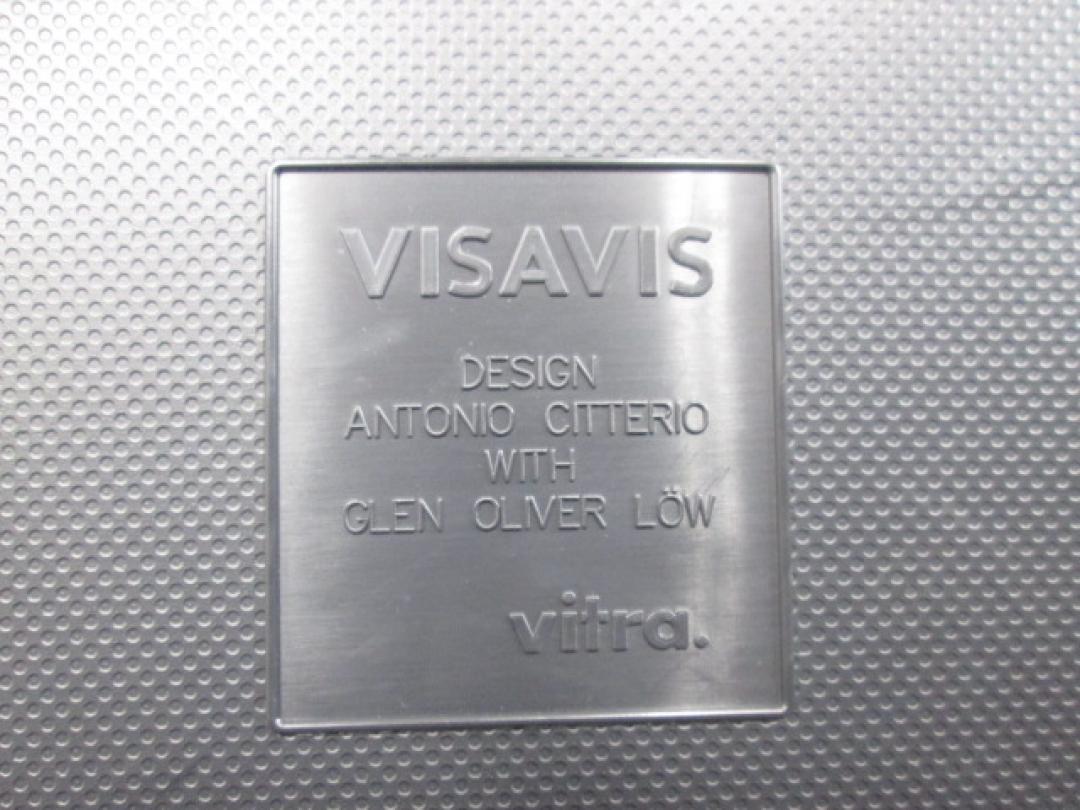 VISAVIS
DESIGN
ANTONIO CITTERIO
WITH
GLEN OLIVER LÖW
vitra.